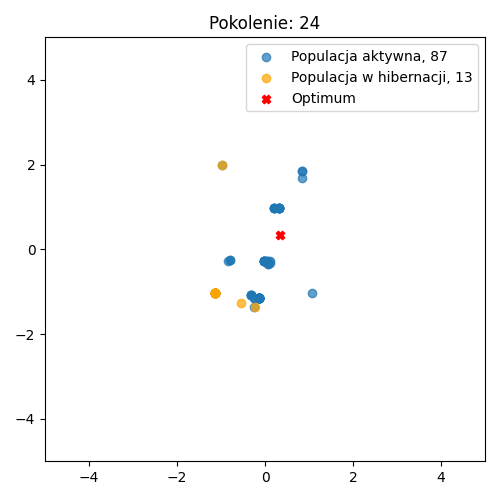 Pokolenie: 24
Populacja aktywna, 87
Populacja w hibernacji, 13
Optimum
4
2
0
−2
−4
−4
−2
0
2
4